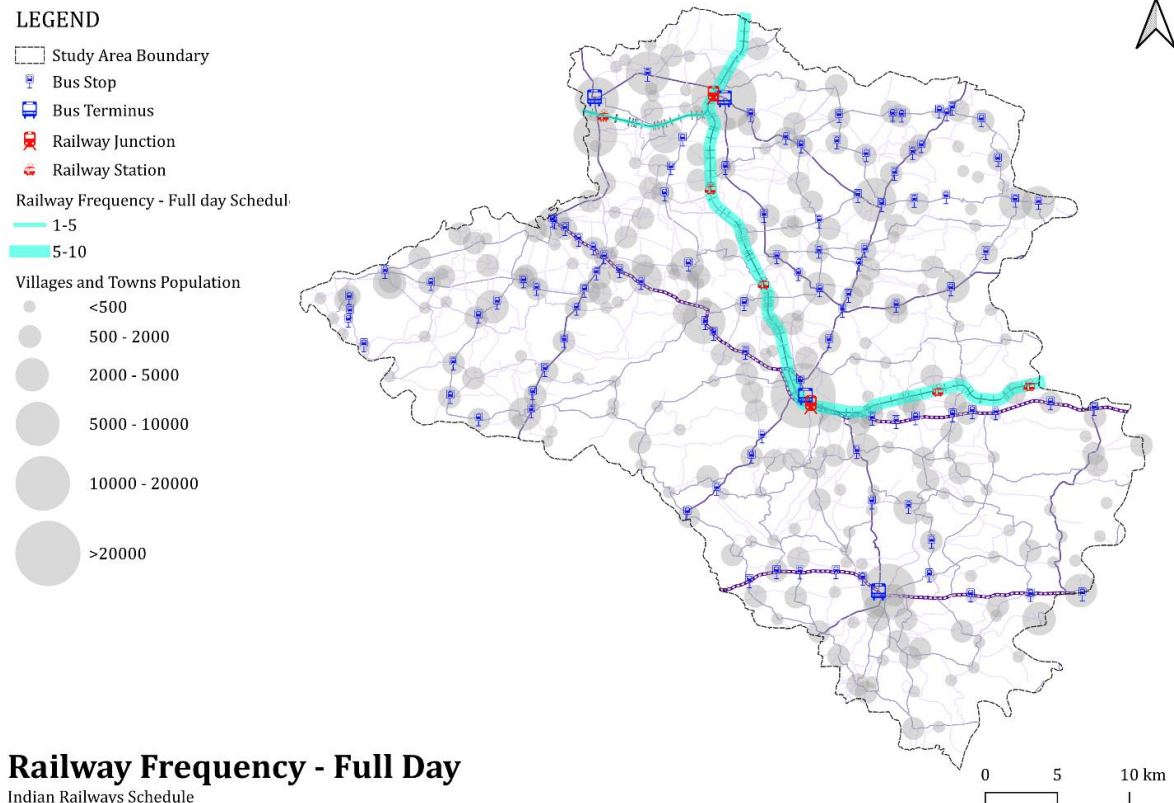 LEGEND
Study Area Boundary
Bus Stop
Bus Terminus
Railway Junction
Railway Station
Railway Frequency - Full day Schedul
1-5
5-10
Villages and Towns Population
<500
500 - 2000
2000 - 5000
5000 - 10000
10000 - 20000
>20000
Railway Frequency - Full Day
Indian Railways Schedule
0 5 10 km